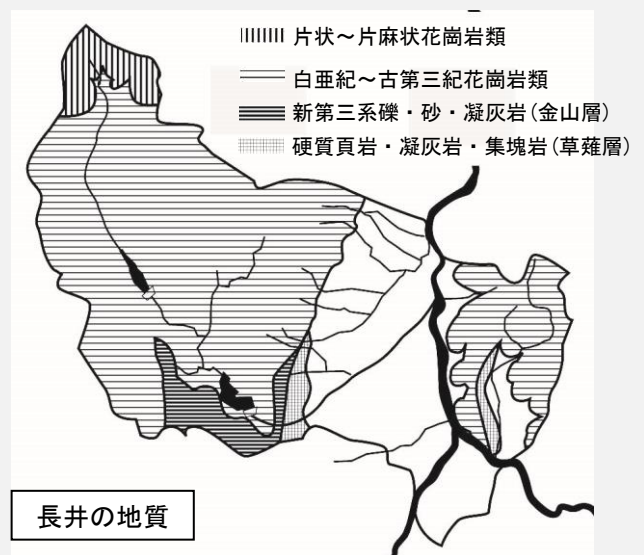 片状～片麻状花崗岩類
白亜紀～古第三紀花崗岩類
新第三系礫・砂・凝灰岩(金山層)
硬質頁岩・凝灰岩・集塊岩(草薙層)
長井の地質